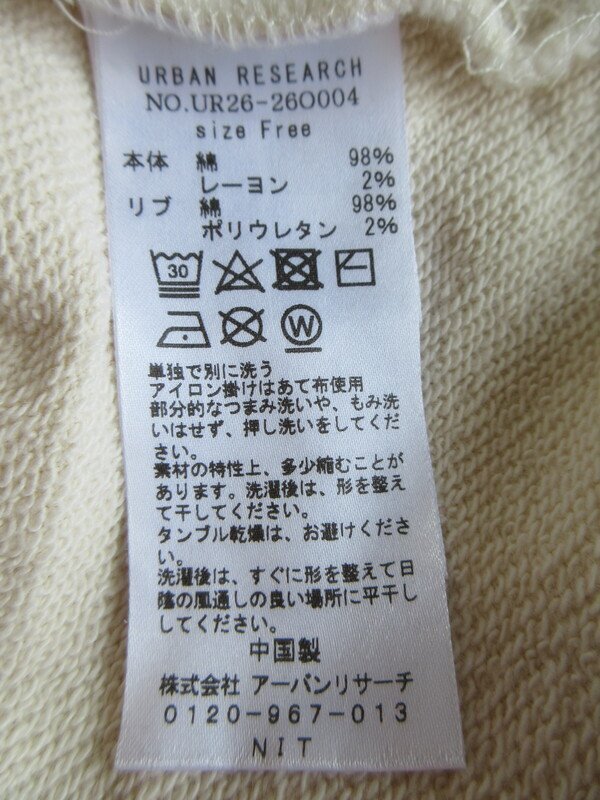 URBAN RESEARCH
NO.UR26-26O004
size Free
本体 綿 98%
レーヨン 2%
リブ 綿 98%
ポリウレタン 2%
30
W
単独で別に洗う
アイロン掛けはあて布使用
部分的なつまみ洗いや、もみ洗
いはせず、押し洗いをしてくだ
さい。
素材の特性上、多少縮むことが
あります。洗濯後は、形を整え
て干してください。
タンブル乾燥は、お避けくださ
い。
洗濯後は、すぐに形を整えて日
陰の風通しの良い場所に平干し
してください。
中国製
株式会社 アーバンリサーチ
0120-967-013
NIT